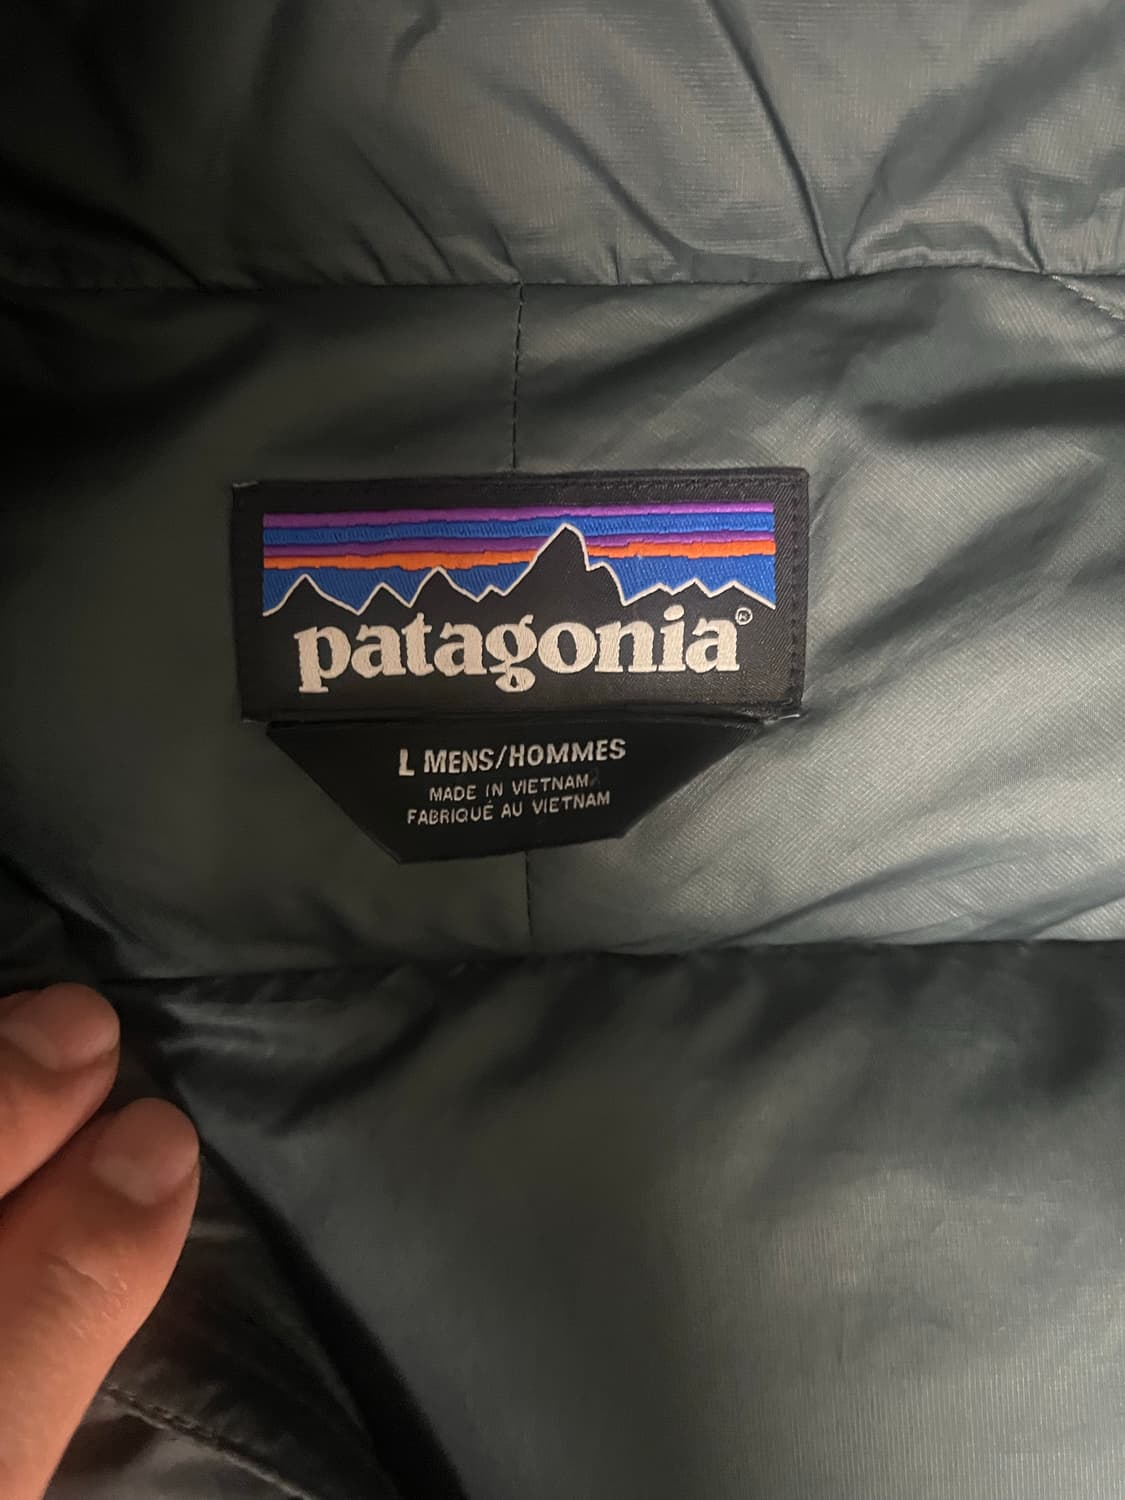 patagonia®
L MENS/HOMMES
MADE IN VIETNAM
FABRIQUÉ AU VIETNAM